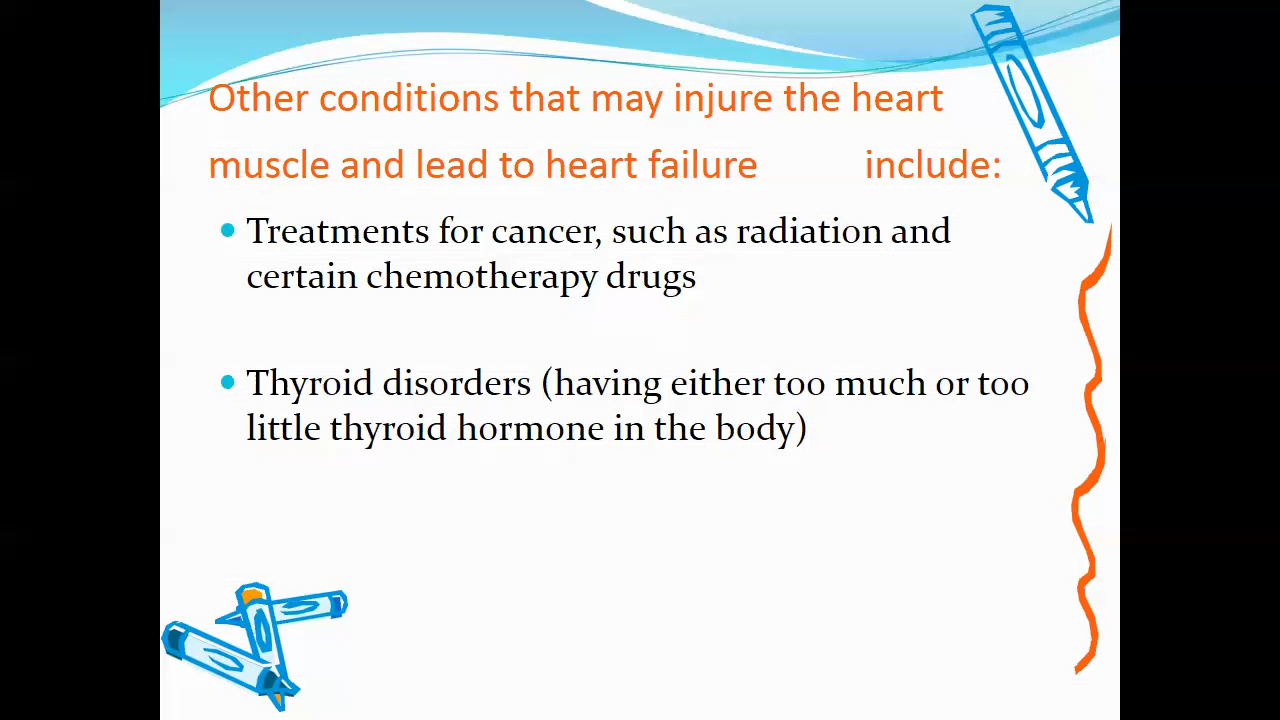 Other conditions that may injure the heart
muscle and lead to heart failure include:
• Treatments for cancer, such as radiation and
certain chemotherapy drugs
• Thyroid disorders (having either too much or too
little thyroid hormone in the body)